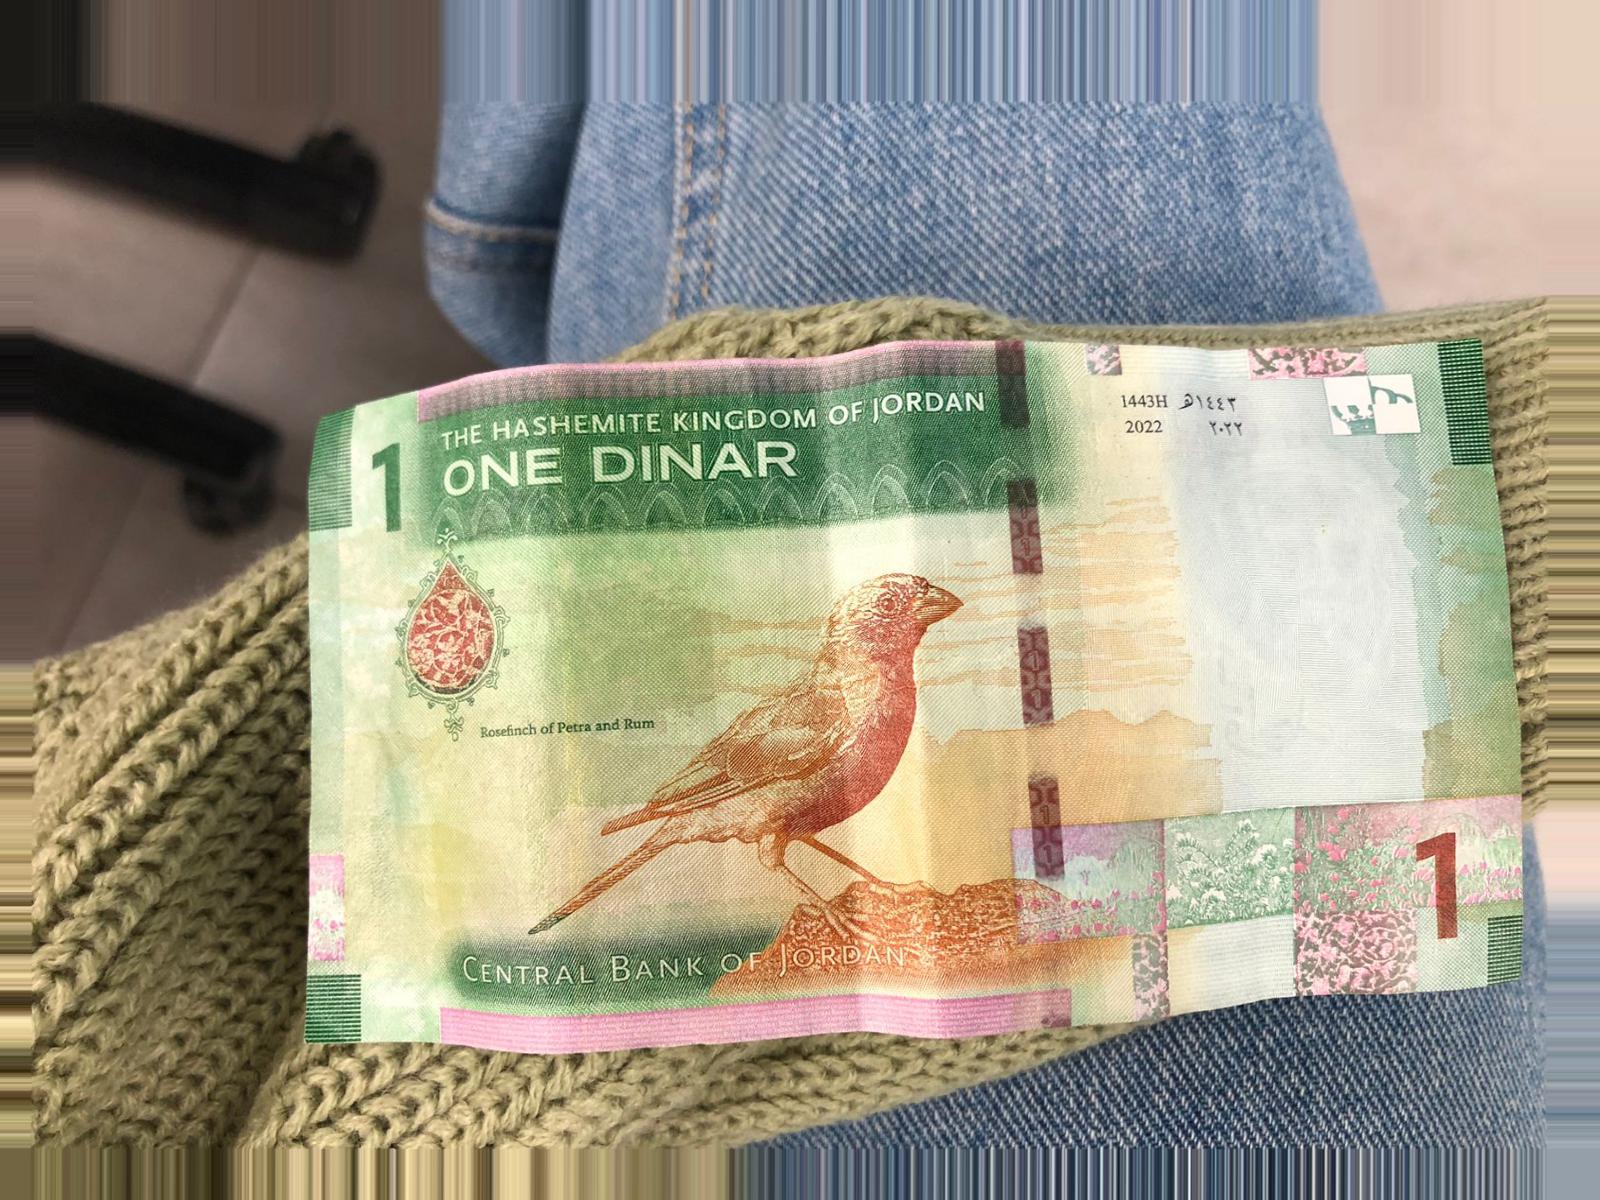 THE HASHEMITE KINGDOM OF JORDAN
1 ONE DINAR
1443H ١٤٤٣هـ
2022 ٢٠٢٢
Rosefinch of Petra and Rum
1
CENTRAL BANK OF JORDAN